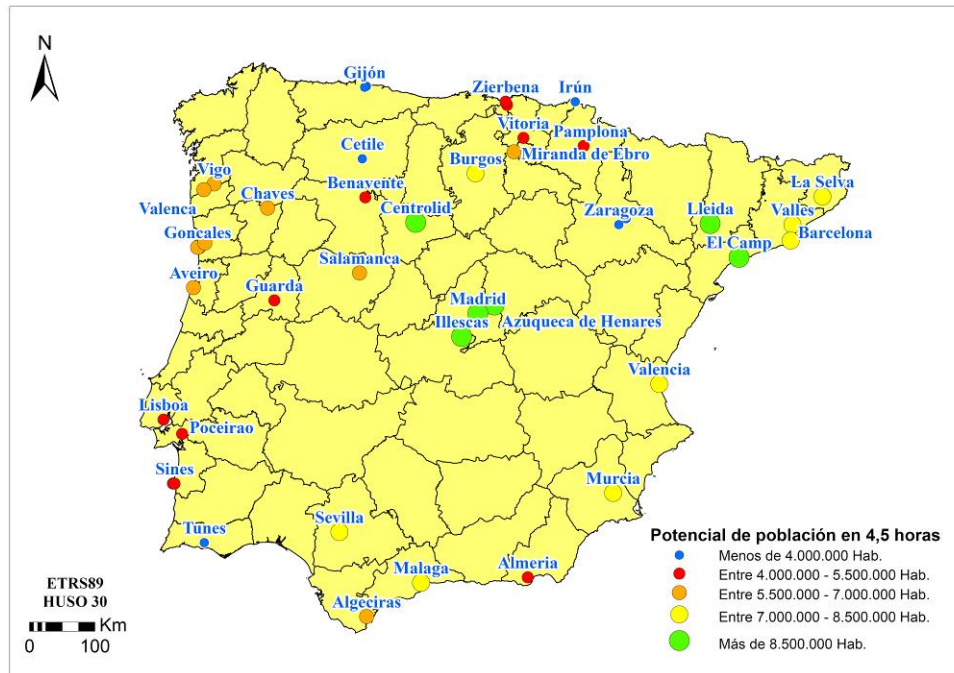 N
Gijón
Zierbena
Irún
Vitoria
Pamplona
Cetile
Burgos
Miranda de Ebro
Vigo
Benavente
La Selva
Chaves
Centrolid
Zaragoza
Lleida
Valles
Valenca
Barcelona
Goncales
El Camp
Salamanca
Aveiro
Guarda
Madrid
Illescas
Azuqueca de Henares
Valencia
Lisboa
Poceirao
Sines
Murcia
Tunes
Sevilla
Malaga
Almeria
Algeciras
Potencial de población en 4,5 horas
Menos de 4.000.000 Hab.
Entre 4.000.000 - 5.500.000 Hab.
Entre 5.500.000 - 7.000.000 Hab.
Entre 7.000.000 - 8.500.000 Hab.
Más de 8.500.000 Hab.
ETRS89
HUSO 30
Km
0 100